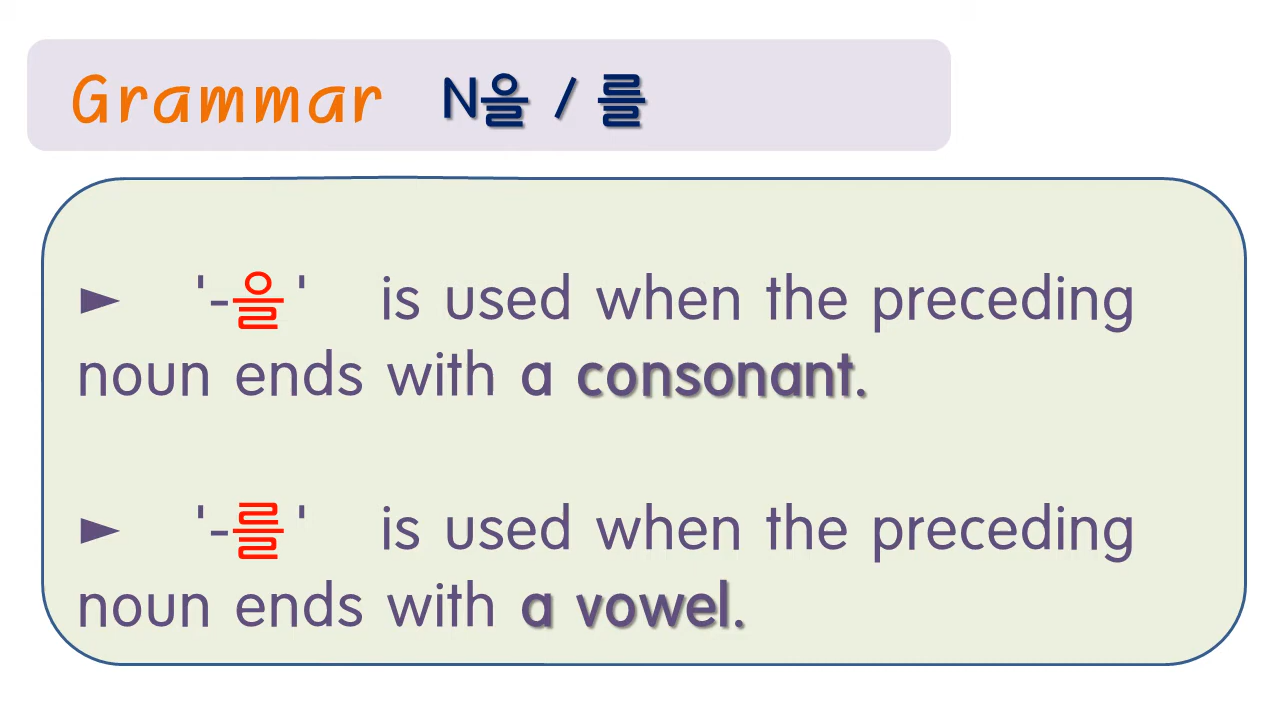 Grammar N을 / 를
► '-을' is used when the preceding
noun ends with a consonant.
► '-를' is used when the preceding
noun ends with a vowel.